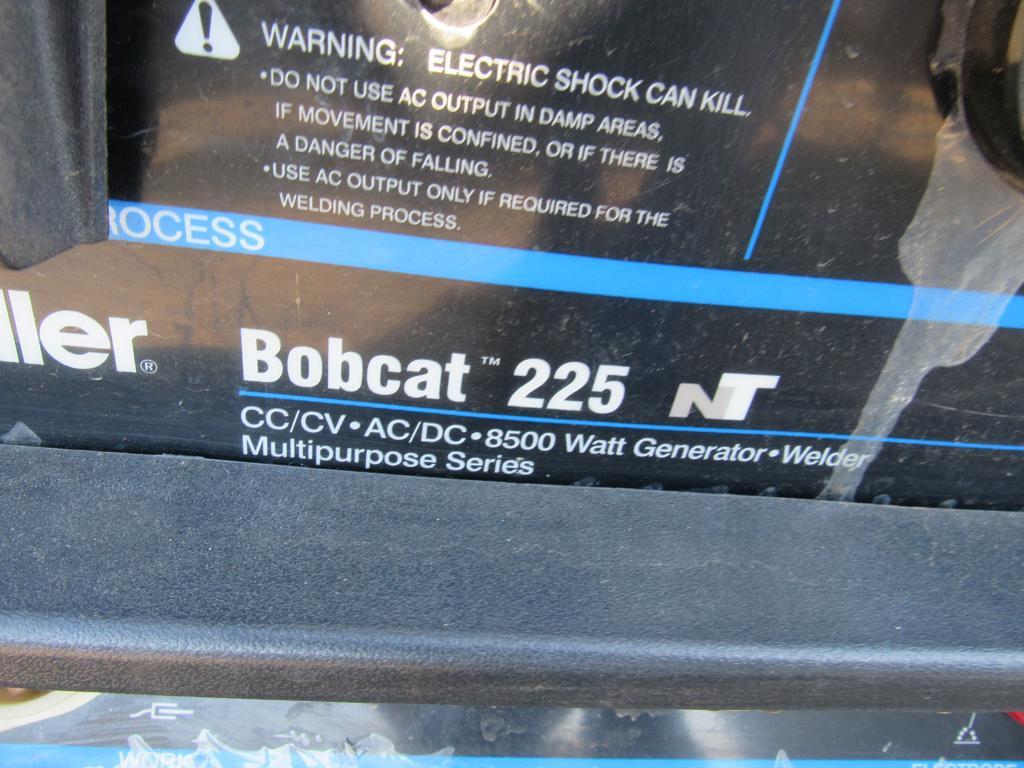 WARNING: ELECTRIC SHOCK CAN KILL.
•DO NOT USE AC OUTPUT IN DAMP AREAS,
IF MOVEMENT IS CONFINED, OR IF THERE IS
A DANGER OF FALLING.
•USE AC OUTPUT ONLY IF REQUIRED FOR THE
WELDING PROCESS.
ROCESS
ller®
Bobcat™ 225 NT
CC/CV•AC/DC•8500 Watt Generator•Welder
Multipurpose Series
WORK
ELECTRODE